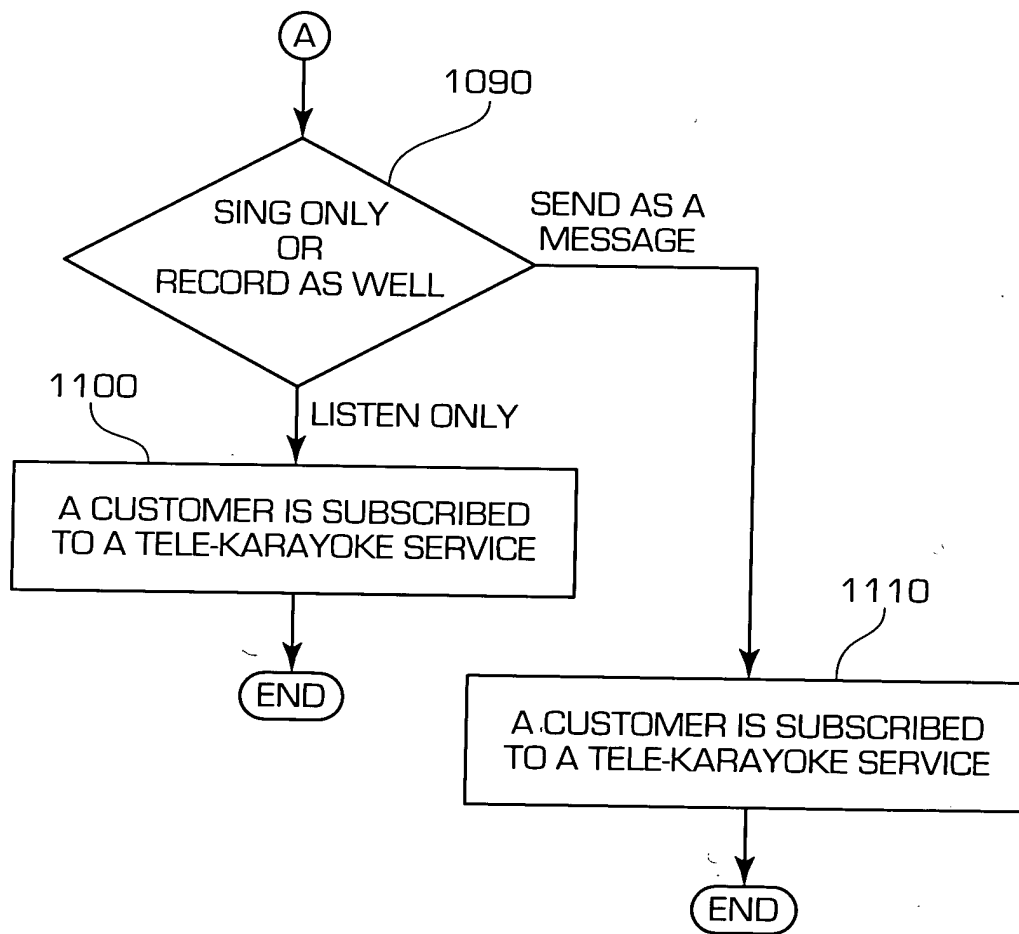 A
1090
SING ONLY
OR
RECORD AS WELL
SEND AS A
MESSAGE
1100
LISTEN ONLY
A CUSTOMER IS SUBSCRIBED
TO A TELE-KARAYOKE SERVICE
1110
END
A CUSTOMER IS SUBSCRIBED
TO A TELE-KARAYOKE SERVICE
END